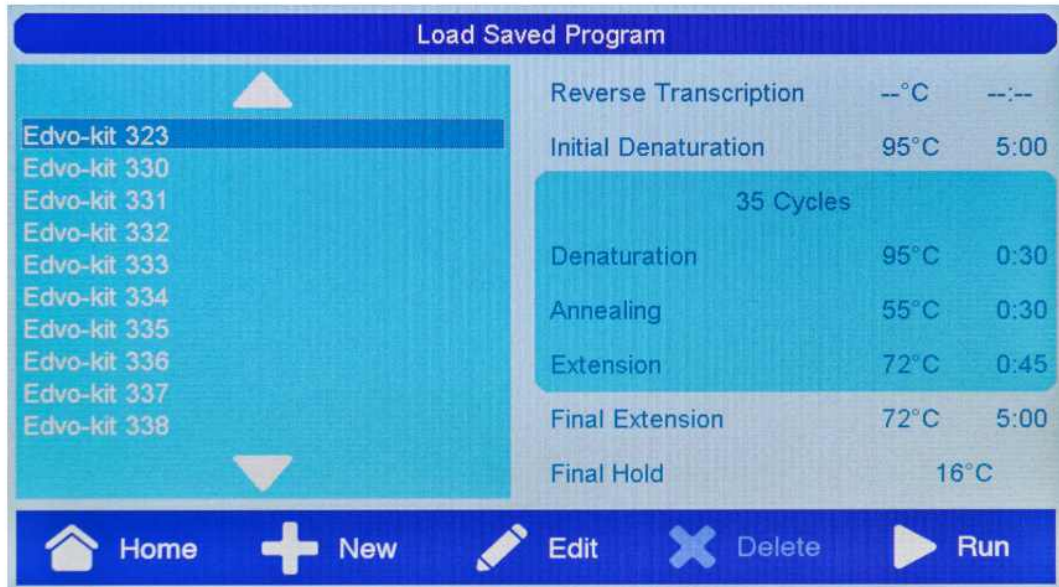 Load Saved Program
Edvo-kit 323
Edvo-kit 330
Edvo-kit 331
Edvo-kit 332
Edvo-kit 333
Edvo-kit 334
Edvo-kit 335
Edvo-kit 336
Edvo-kit 337
Edvo-kit 338
Reverse Transcription --°C --:--
Initial Denaturation 95°C 5:00
35 Cycles
Denaturation 95°C 0:30
Annealing 55°C 0:30
Extension 72°C 0:45
Final Extension 72°C 5:00
Final Hold 16°C
Home New Edit Delete Run